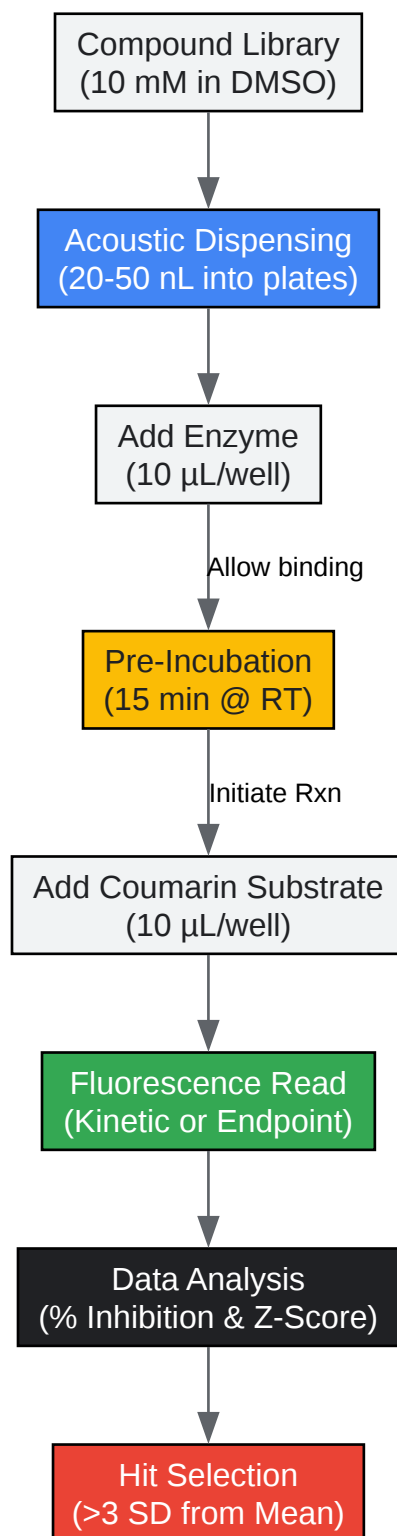 Compound Library
(10 mM in DMSO)
Acoustic Dispensing
(20-50 nL into plates)
Add Enzyme
(10 µL/well)
Allow binding
Pre-Incubation
(15 min @ RT)
Initiate Rxn
Add Coumarin Substrate
(10 µL/well)
Fluorescence Read
(Kinetic or Endpoint)
Data Analysis
(% Inhibition & Z-Score)
Hit Selection
(>3 SD from Mean)